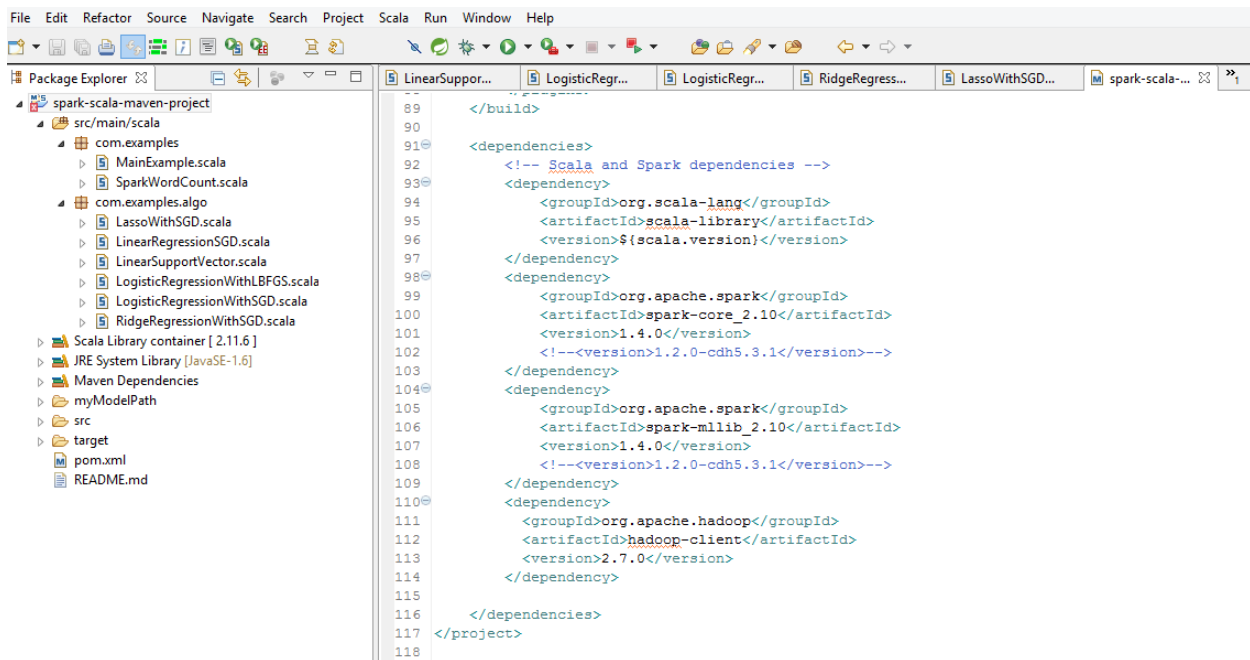 File Edit Refactor Source Navigate Search Project Scala Run Window Help
Package Explorer
spark-scala-maven-project
src/main/scala
com.examples
MainExample.scala
SparkWordCount.scala
com.examples.algo
LassoWithSGD.scala
LinearRegressionSGD.scala
LinearSupportVector.scala
LogisticRegressionWithLBFGS.scala
LogisticRegressionWithSGD.scala
RidgeRegressionWithSGD.scala
Scala Library container [ 2.11.6 ]
JRE System Library [JavaSE-1.6]
Maven Dependencies
myModelPath
src
target
pom.xml
README.md
LinearSuppor... LogisticRegr... LogisticRegr... RidgeRegress... LassoWithSGD... spark-scala-... »1
89 </build>
90
91 <dependencies>
92 <!-- Scala and Spark dependencies -->
93 <dependency>
94 <groupId>org.scala-lang</groupId>
95 <artifactId>scala-library</artifactId>
96 <version>${scala.version}</version>
97 </dependency>
98 <dependency>
99 <groupId>org.apache.spark</groupId>
100 <artifactId>spark-core_2.10</artifactId>
101 <version>1.4.0</version>
102 <!--<version>1.2.0-cdh5.3.1</version>-->
103 </dependency>
104 <dependency>
105 <groupId>org.apache.spark</groupId>
106 <artifactId>spark-mllib_2.10</artifactId>
107 <version>1.4.0</version>
108 <!--<version>1.2.0-cdh5.3.1</version>-->
109 </dependency>
110 <dependency>
111 <groupId>org.apache.hadoop</groupId>
112 <artifactId>hadoop-client</artifactId>
113 <version>2.7.0</version>
114 </dependency>
115
116 </dependencies>
117 </project>
118